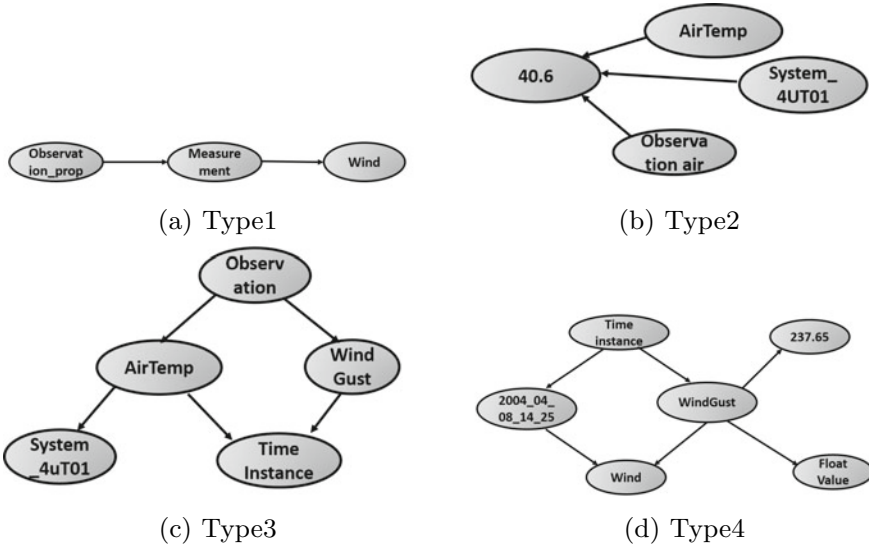 Observat
ion_prop
Measure
ment
Wind
(a) Type1
AirTemp
40.6
System_
4UT01
Observa
tion air
(b) Type2
Observ
ation
AirTemp
Wind
Gust
System
_4uT01
Time
Instance
(c) Type3
Time
instance
237.65
2004_04_
08_14_25
WindGust
Wind
Float
Value
(d) Type4